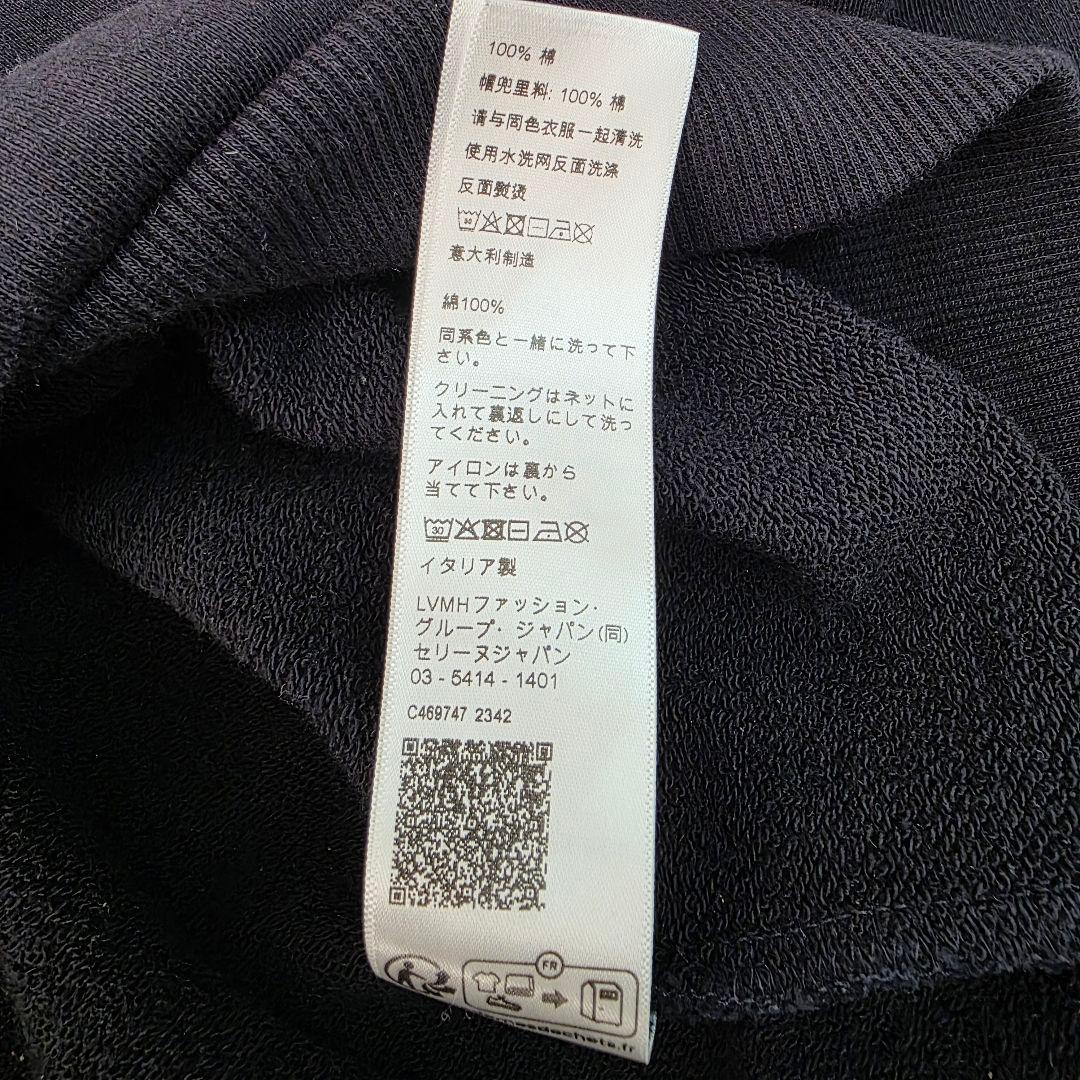 100% 棉
帽兜里料: 100% 棉
请与同色衣服一起清洗
使用水洗网反面洗涤
反面熨烫
30
意大利制造
綿100%
同系色と一緒に洗って下
さい。
クリーニングはネットに
入れて裏返しにして洗っ
てください。
アイロンは裏から
当てて下さい。
30
イタリア製
LVMHファッション・
グループ・ジャパン(同)
セリーヌジャパン
03 - 5414 - 1401
C469747 2342
FR